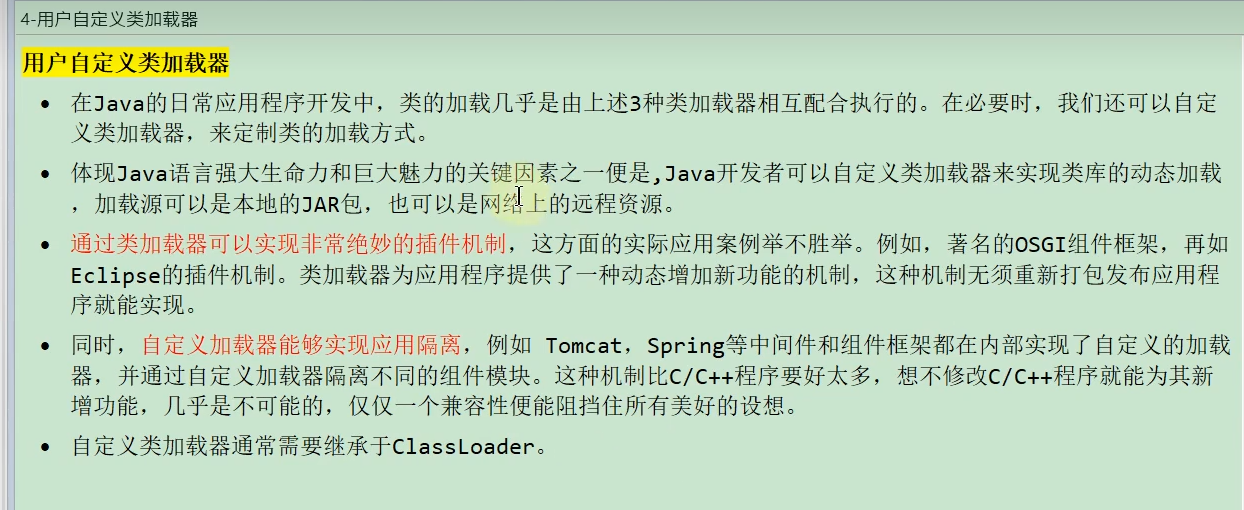 4-用户自定义类加载器
用户自定义类加载器
• 在Java的日常应用程序开发中，类的加载几乎是由上述3种类加载器相互配合执行的。在必要时，我们还可以自定
义类加载器，来定制类的加载方式。
• 体现Java语言强大生命力和巨大魅力的关键因素之一便是,Java开发者可以自定义类加载器来实现类库的动态加载
，加载源可以是本地的JAR包，也可以是网络上的远程资源。
• 通过类加载器可以实现非常绝妙的插件机制，这方面的实际应用案例举不胜举。例如，著名的OSGI组件框架，再如
Eclipse的插件机制。类加载器为应用程序提供了一种动态增加新功能的机制，这种机制无须重新打包发布应用程
序就能实现。
• 同时，自定义加载器能够实现应用隔离，例如 Tomcat，Spring等中间件和组件框架都在内部实现了自定义的加载
器，并通过自定义加载器隔离不同的组件模块。这种机制比C/C++程序要好太多，想不修改C/C++程序就能为其新
增功能，几乎是不可能的，仅仅一个兼容性便能阻挡住所有美好的设想。
• 自定义类加载器通常需要继承于ClassLoader。